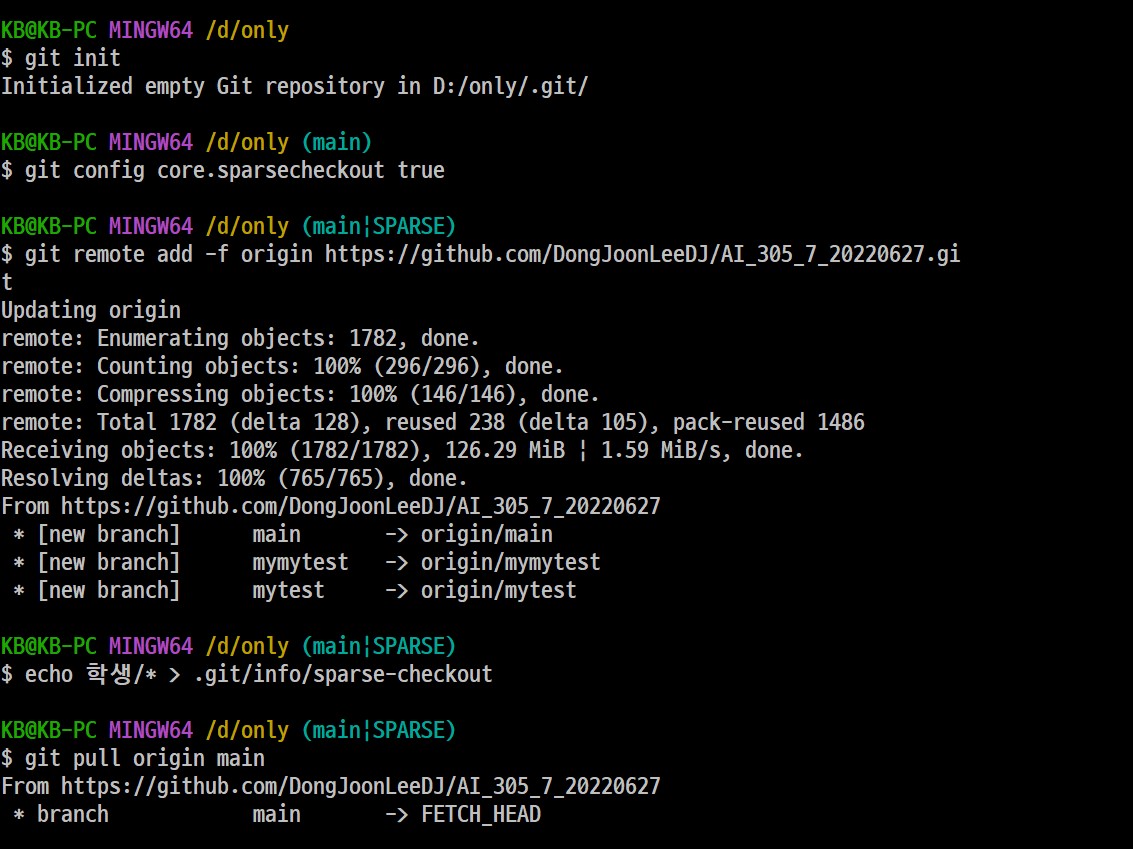 KB@KB-PC MINGW64 /d/only
$ git init
Initialized empty Git repository in D:/only/.git/
KB@KB-PC MINGW64 /d/only (main)
$ git config core.sparsecheckout true
KB@KB-PC MINGW64 /d/only (main¦SPARSE)
$ git remote add -f origin https://github.com/DongJoonLeeDJ/AI_305_7_20220627.gi
t
Updating origin
remote: Enumerating objects: 1782, done.
remote: Counting objects: 100% (296/296), done.
remote: Compressing objects: 100% (146/146), done.
remote: Total 1782 (delta 128), reused 238 (delta 105), pack-reused 1486
Receiving objects: 100% (1782/1782), 126.29 MiB ¦ 1.59 MiB/s, done.
Resolving deltas: 100% (765/765), done.
From https://github.com/DongJoonLeeDJ/AI_305_7_20220627
 * [new branch]      main       -> origin/main
 * [new branch]      mymytest   -> origin/mymytest
 * [new branch]      mytest     -> origin/mytest
KB@KB-PC MINGW64 /d/only (main¦SPARSE)
$ echo 학생/* > .git/info/sparse-checkout
KB@KB-PC MINGW64 /d/only (main¦SPARSE)
$ git pull origin main
From https://github.com/DongJoonLeeDJ/AI_305_7_20220627
 * branch            main       -> FETCH_HEAD